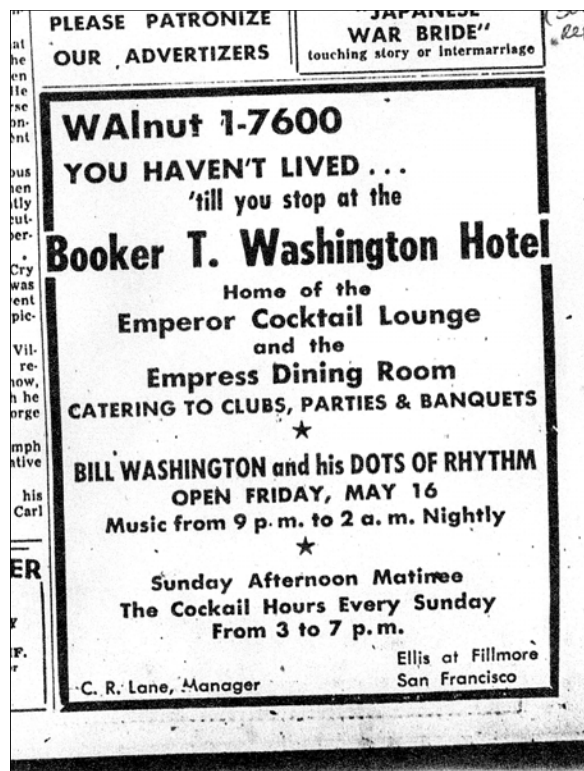 PLEASE PATRONIZE
OUR ADVERTIZERS
"JAPANESE
WAR BRIDE"
touching story or intermarriage
WAlnut 1-7600
YOU HAVEN'T LIVED . . .
'till you stop at the
Booker T. Washington Hotel
Home of the
Emperor Cocktail Lounge
and the
Empress Dining Room
CATERING TO CLUBS, PARTIES & BANQUETS
★
BILL WASHINGTON and his DOTS OF RHYTHM
OPEN FRIDAY, MAY 16
Music from 9 p. m. to 2 a. m. Nightly
★
Sunday Afternoon Matinee
The Cockail Hours Every Sunday
From 3 to 7 p. m.
Ellis at Fillmore
San Francisco
C. R. Lane, Manager